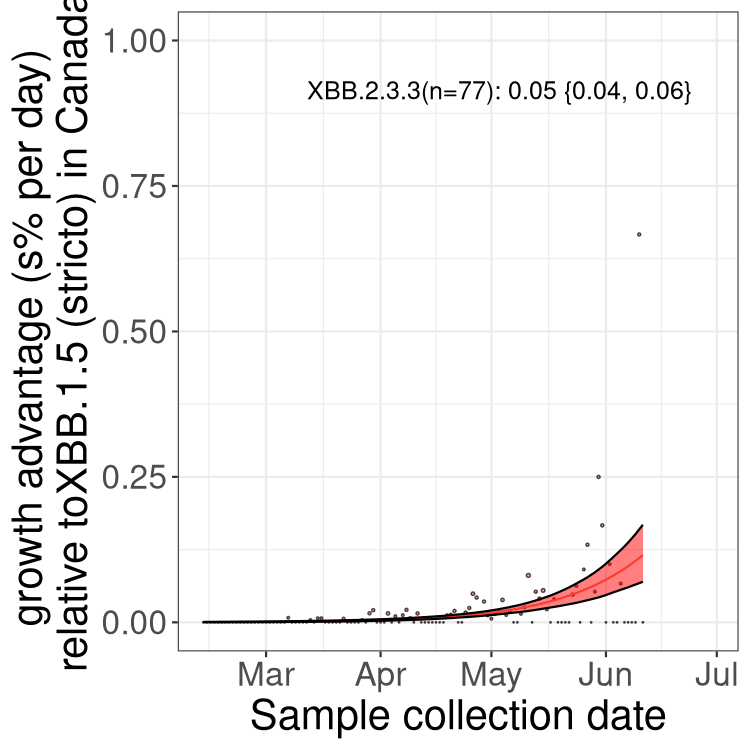 growth advantage (s% per day)
relative toXBB.1.5 (stricto) in Canada
1.00
0.75
0.50
0.25
0.00
XBB.2.3.3(n=77): 0.05 {0.04, 0.06}
Mar Apr May Jun Jul
Sample collection date